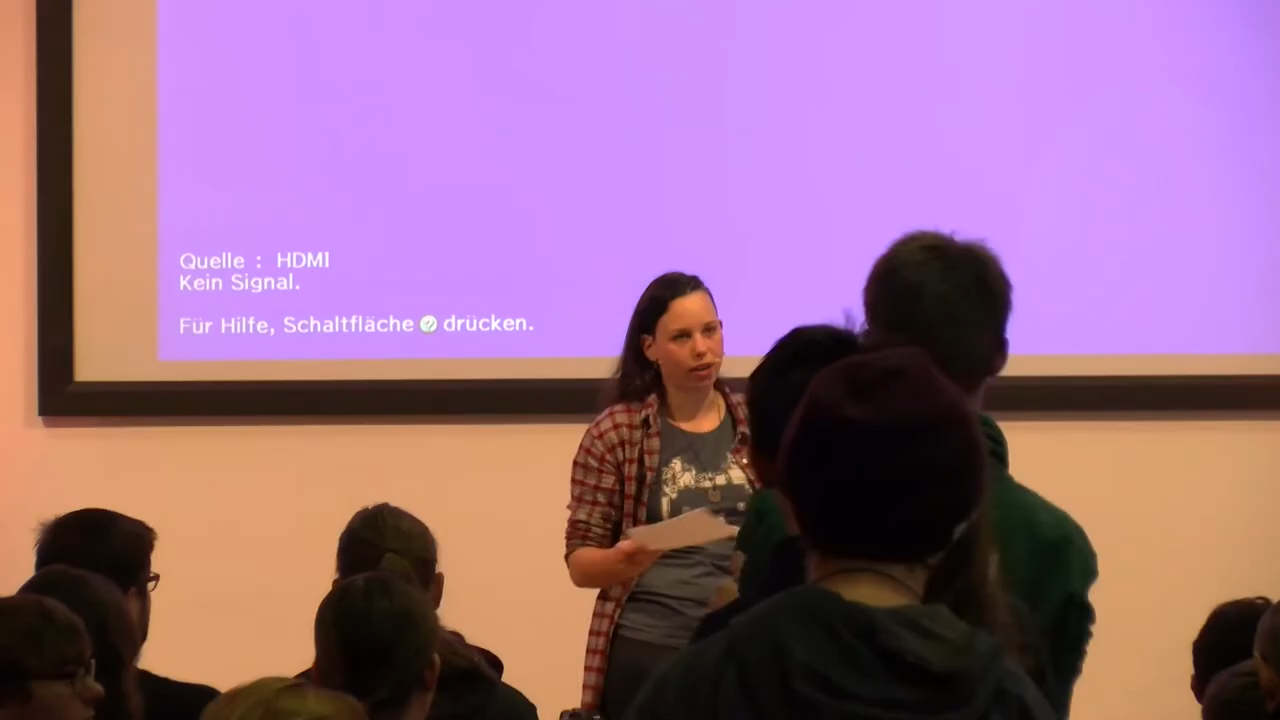 Quelle : HDMI
Kein Signal.
Für Hilfe, Schaltfläche ? drücken.